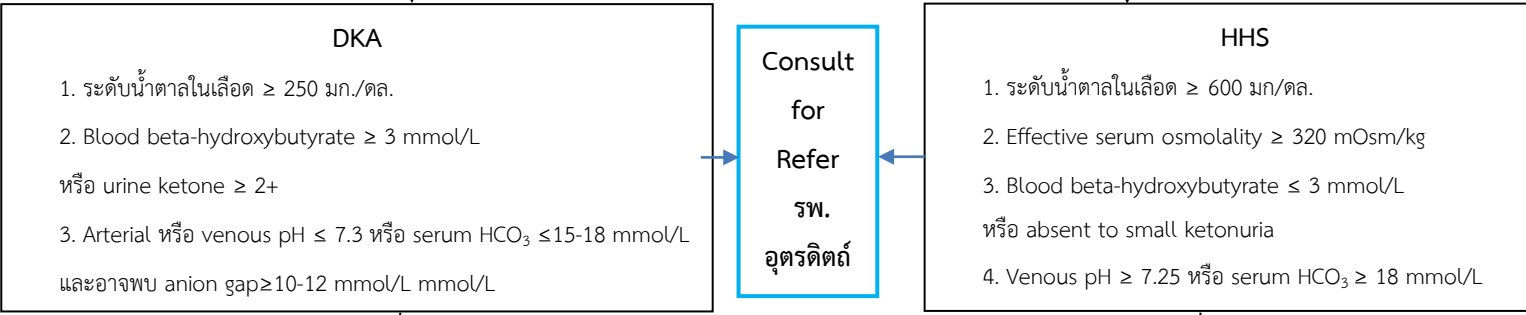 DKA
1. ระดับน้ำตาลในเลือด ≥ 250 มก./ดล.
2. Blood beta-hydroxybutyrate ≥ 3 mmol/L
หรือ urine ketone ≥ 2+
3. Arterial หรือ venous pH ≤ 7.3 หรือ serum HCO₃ ≤15-18 mmol/L
และอาจพบ anion gap≥10-12 mmol/L mmol/L
Consult
for
Refer
รพ.
อุตรดิตถ์
HHS
1. ระดับน้ำตาลในเลือด ≥ 600 มก/ดล.
2. Effective serum osmolality ≥ 320 mOsm/kg
3. Blood beta-hydroxybutyrate ≤ 3 mmol/L
หรือ absent to small ketonuria
4. Venous pH ≥ 7.25 หรือ serum HCO₃ ≥ 18 mmol/L